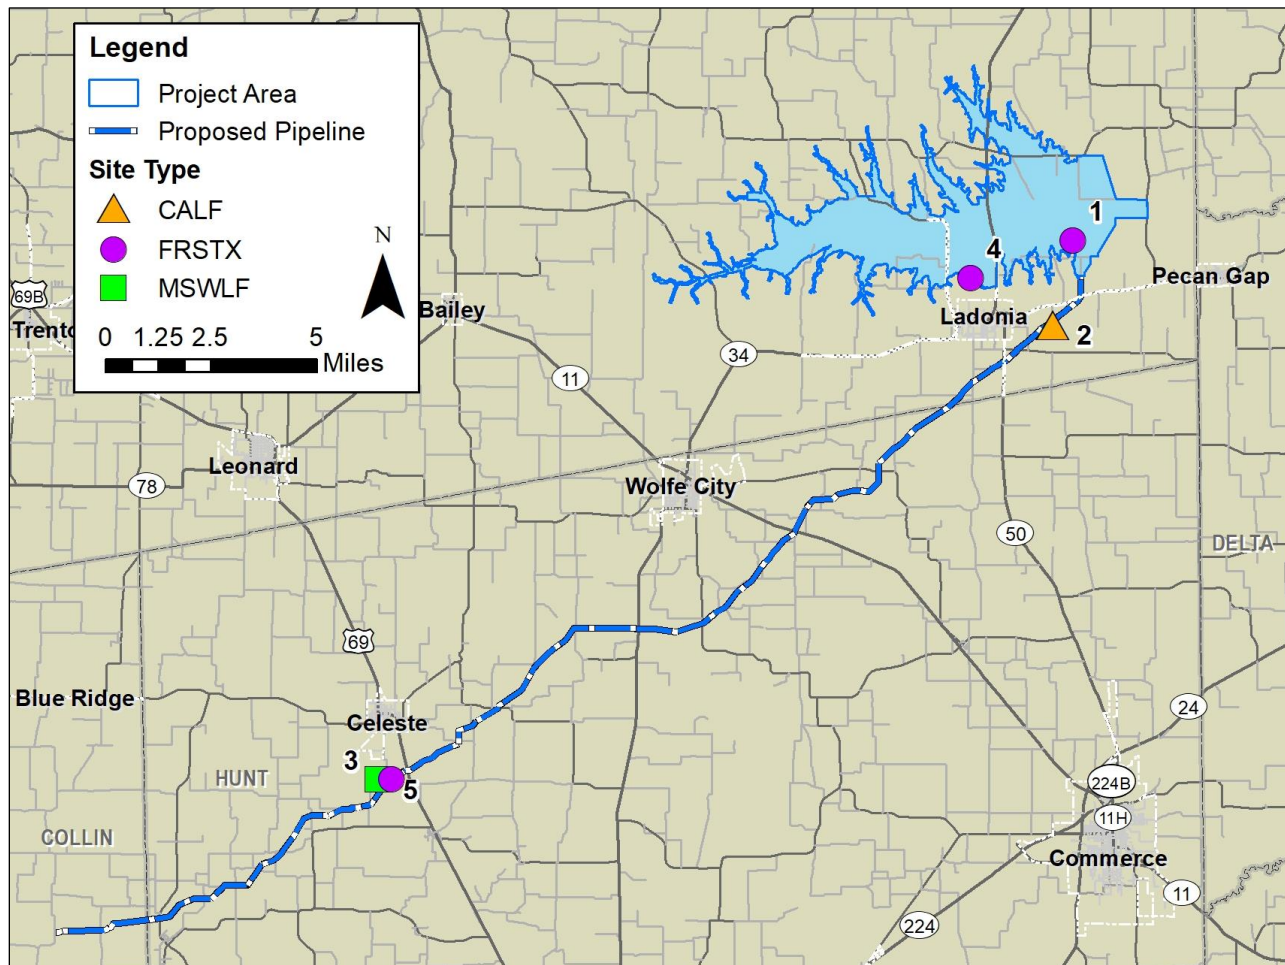 Legend
Project Area
Proposed Pipeline
Site Type
CALF
FRSTX
MSWLF
N
0 1.25 2.5 5
Miles
1
4
Pecan Gap
69B
Trento
Bailey
Ladonia
2
34
11
Leonard
78
Wolfe City
50
DELTA
69
Blue Ridge
24
Celeste
3
HUNT
5
224B
11H
COLLIN
Commerce
11
224